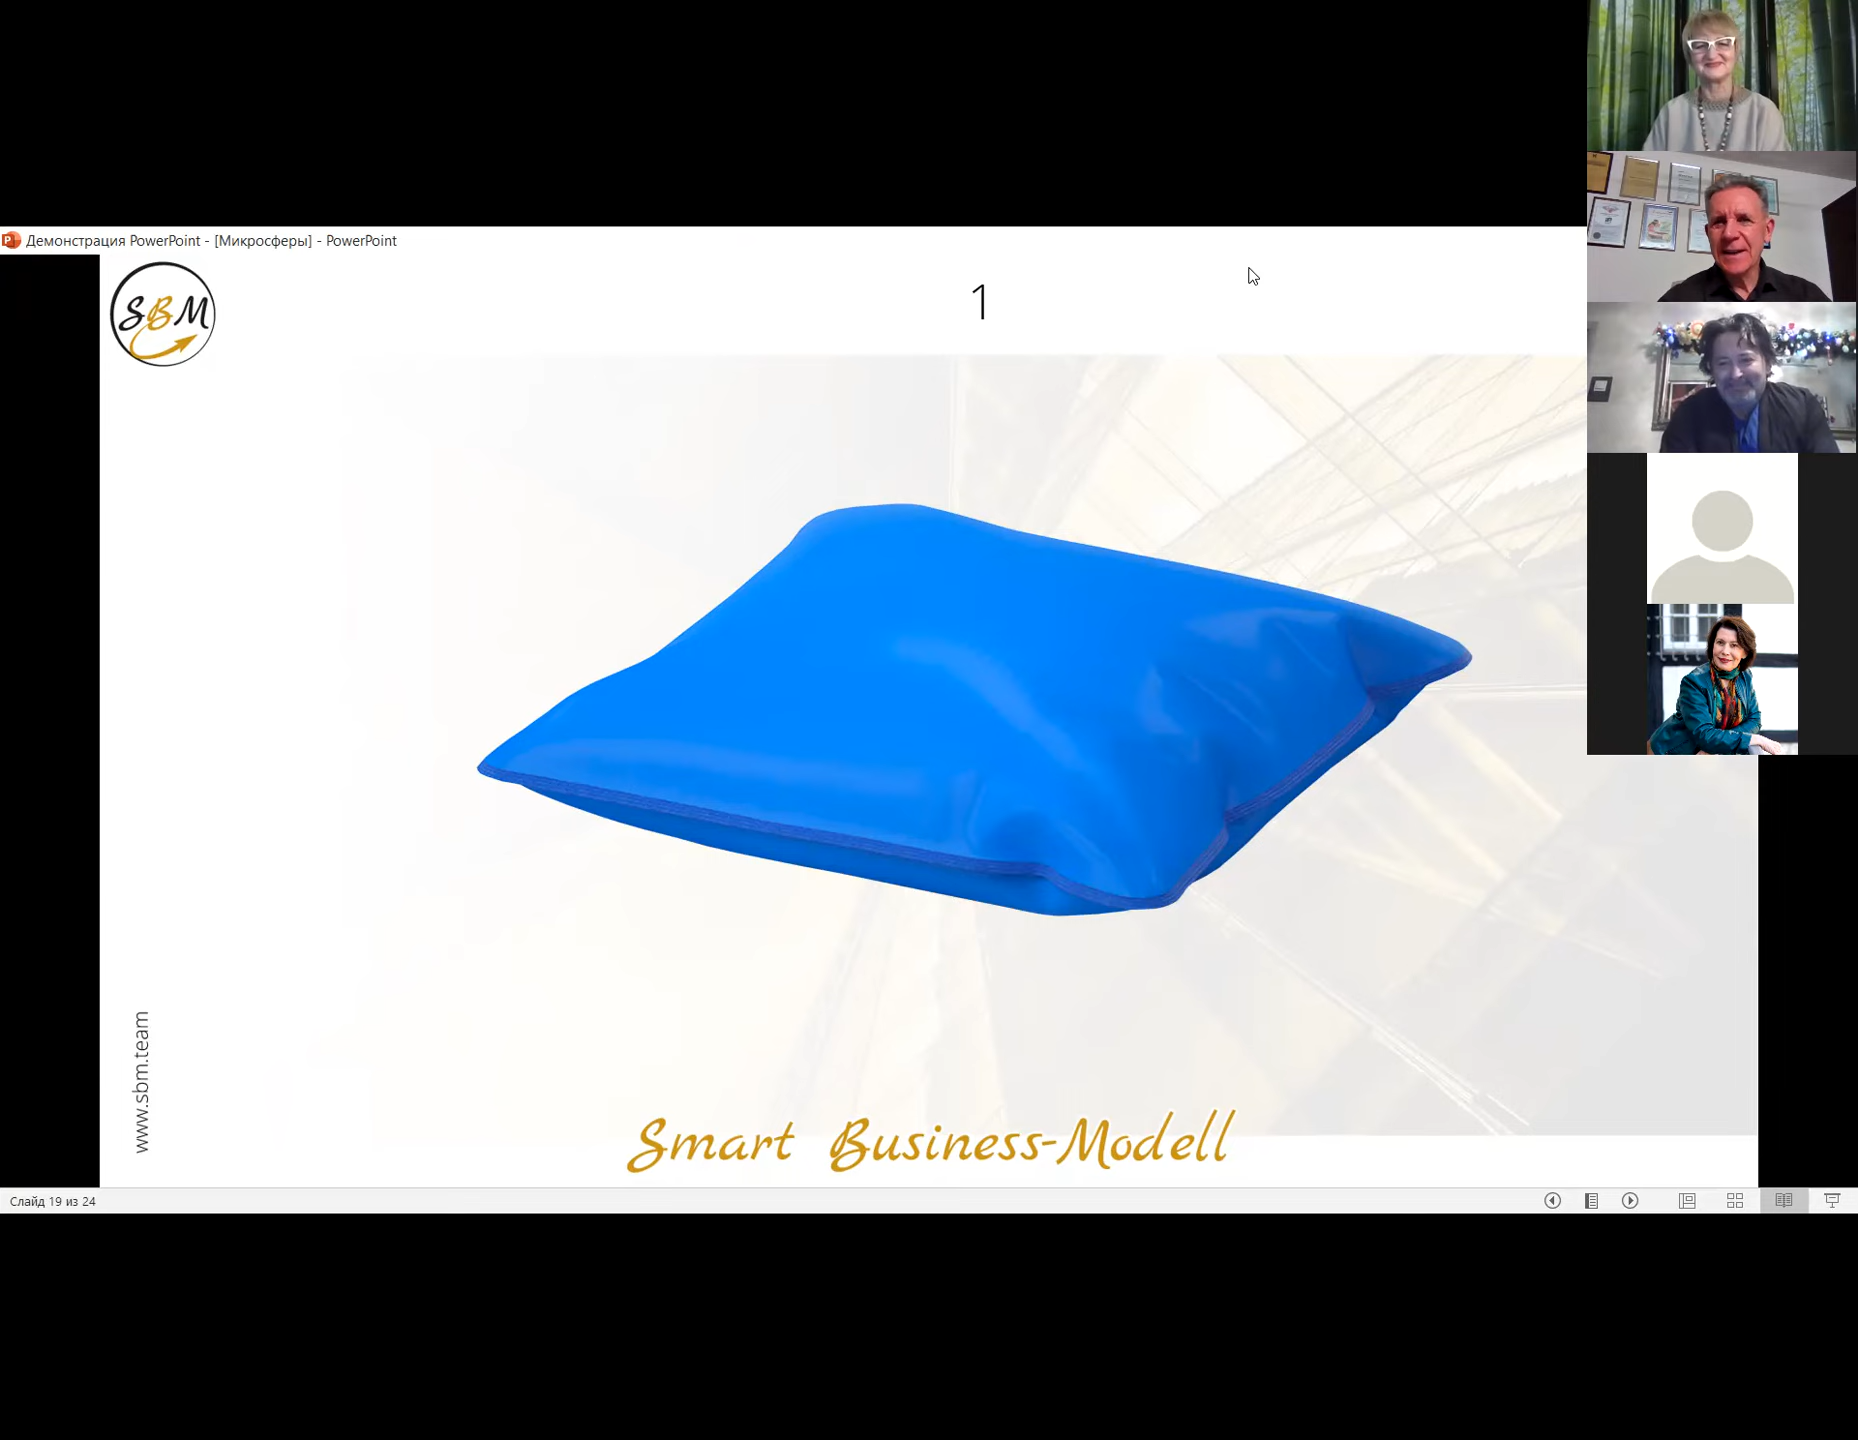 Демонстрация PowerPoint - [Микросферы] - PowerPoint
SBM
1
www.sbm.team
Smart Business-Modell
Слайд 19 из 24